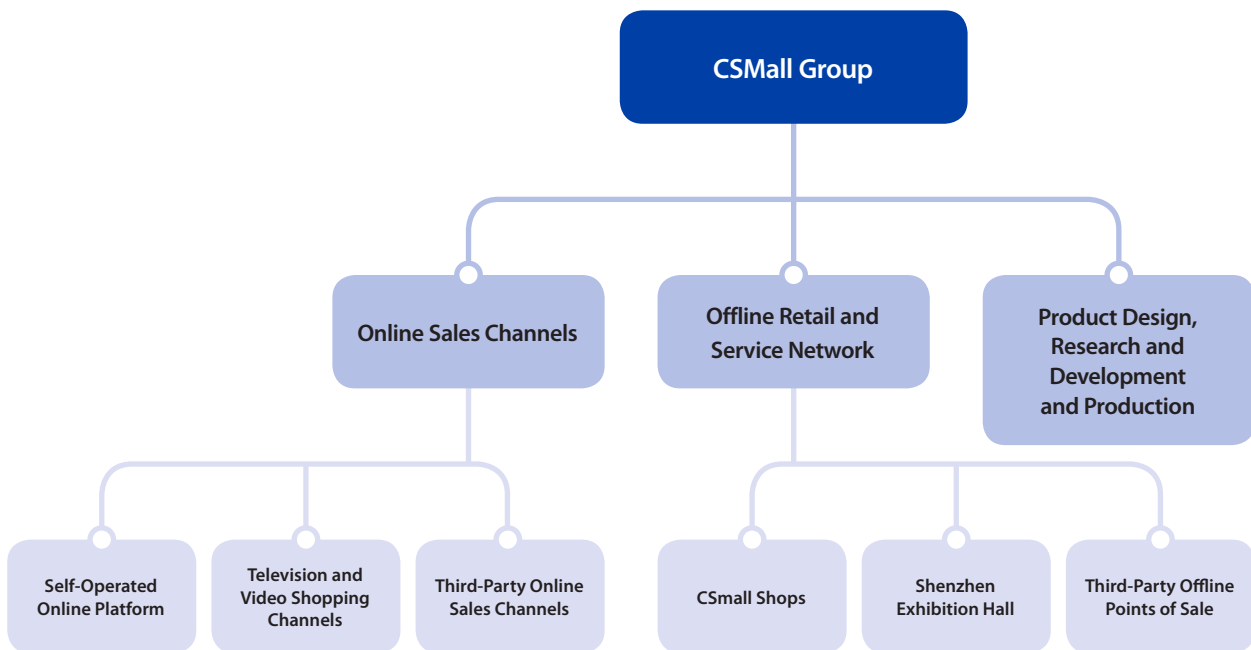 CSMall Group
Online Sales Channels
Offline Retail and
Service Network
Product Design,
Research and
Development
and Production
Self-Operated
Online Platform
Television and
Video Shopping
Channels
Third-Party Online
Sales Channels
CSmall Shops
Shenzhen
Exhibition Hall
Third-Party Offline
Points of Sale